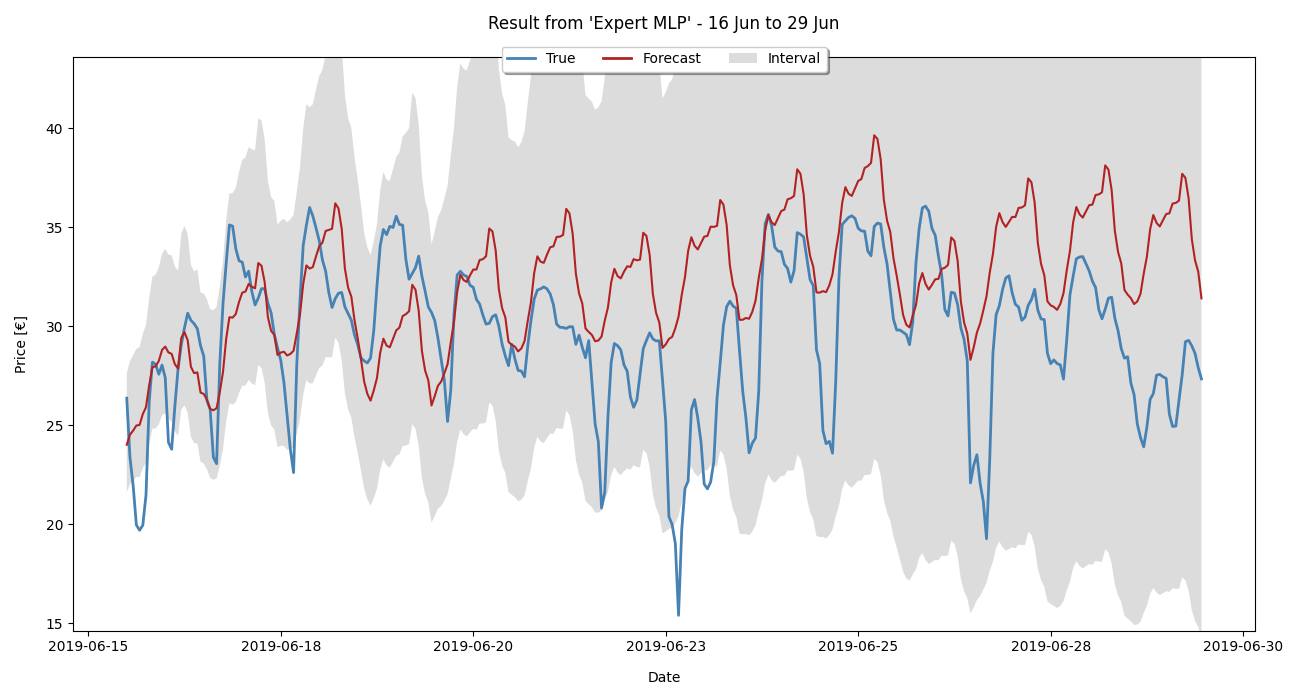 Result from 'Expert MLP' - 16 Jun to 29 Jun
True Forecast Interval
Price [€]
40
35
30
25
20
15
2019-06-15 2019-06-18 2019-06-20 2019-06-23 2019-06-25 2019-06-28 2019-06-30
Date